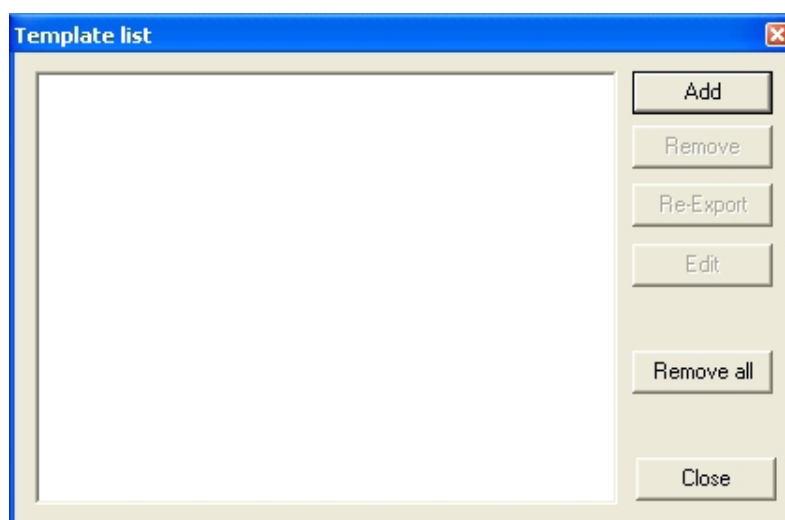 Template list
Add
Remove
Re-Export
Edit
Remove all
Close